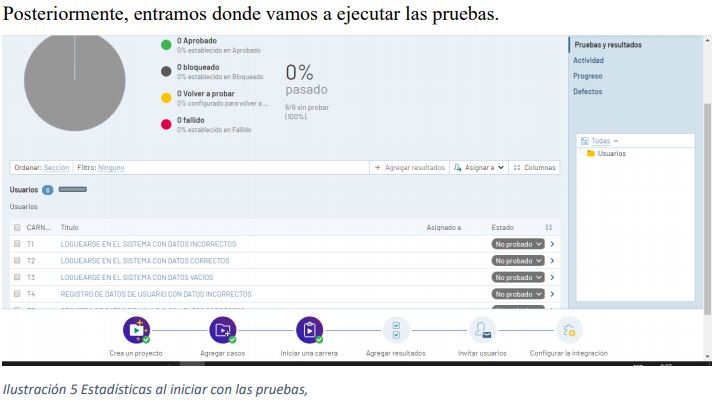 Posteriormente, entramos donde vamos a ejecutar las pruebas.
0 Aprobado
0% establecido en Aprobado
0 bloqueado
0% establecido en Bloqueado
0 Volver a probar
0% configurado para volver a ...
0 fallido
0% establecido en Fallido
0%
pasado
6/6 sin probar
(100%).
Pruebas y resultados
Actividad
Progreso
Defectos
Todas
Usuarios
Ordenar: Sección Filtro: Ninguno
+ Agregar resultados Asignar a Columnas
Usuarios 6
Usuarios
CARN... Título Asignado a Estado
T1 LOGUEARSE EN EL SISTEMA CON DATOS INCORRECTOS No probado
T2 LOGUEARSE EN EL SISTEMA CON DATOS CORRECTOS No probado
T3 LOGUEARSE EN EL SISTEMA CON DATOS VACIOS No probado
T4 REGISTRO DE DATOS DE USUARIO CON DATOS INCORRECTOS No probado
Crea un proyecto Agregar casos Iniciar una carrera Agregar resultados Invitar usuarios Configurar la integración
Ilustración 5 Estadísticas al iniciar con las pruebas,